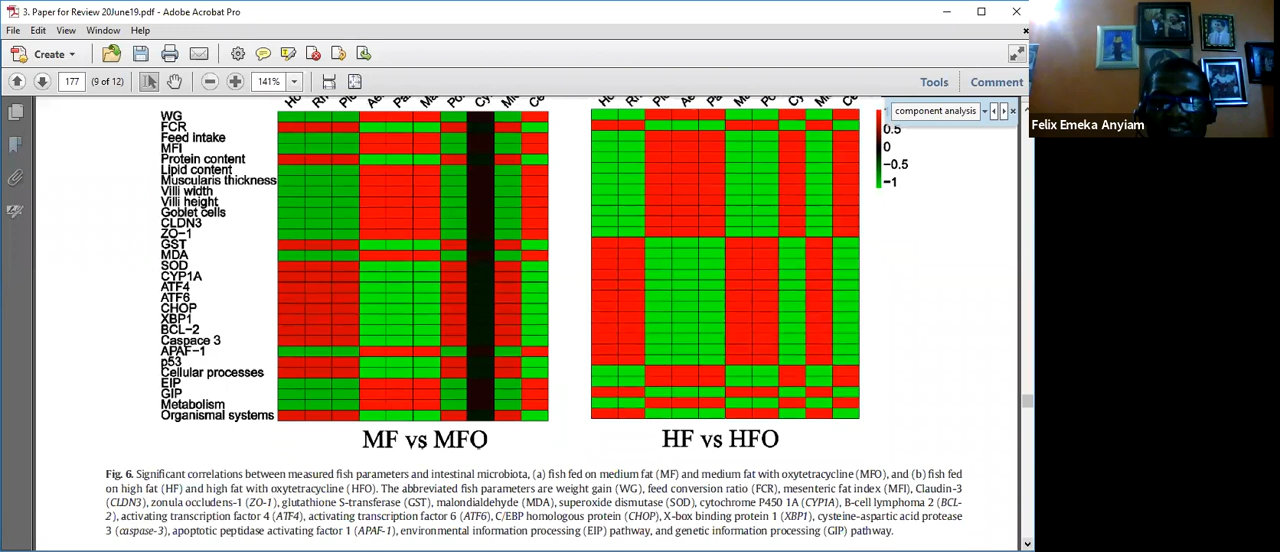 3. Paper for Review 20June19.pdf - Adobe Acrobat Pro
File Edit View Window Help
Create
177 (9 of 12) 141% Tools Comment
component analysis
Felix Emeka Anyiam
WG
FCR
Feed intake
MFI
Protein content
Lipid content
Muscularis thickness
Villi width
Villi height
Goblet cells
CLDN3
ZO-1
GST
MDA
SOD
CYP1A
ATF4
ATF6
CHOP
XBP1
BCL-2
Caspace 3
APAF-1
p53
Cellular processes
EIP
GIP
Metabolism
Organismal systems
0.5
0
-0.5
-1
MF vs MFO
HF vs HFO
Fig. 6. Significant correlations between measured fish parameters and intestinal microbiota, (a) fish fed on medium fat (MF) and medium fat with oxytetracycline (MFO), and (b) fish fed
on high fat (HF) and high fat with oxytetracycline (HFO). The abbreviated fish parameters are weight gain (WG), feed conversion ratio (FCR), mesenteric fat index (MFI), Claudin-3
(CLDN3), zonula occludens-1 (ZO-1), glutathione S-transferase (GST), malondialdehyde (MDA), superoxide dismutase (SOD), cytochrome P450 1A (CYP1A), B-cell lymphoma 2 (BCL-
2), activating transcription factor 4 (ATF4), activating transcription factor 6 (ATF6), C/EBP homologous protein (CHOP), X-box binding protein 1 (XBP1), cysteine-aspartic acid protease
3 (caspase-3), apoptotic peptidase activating factor 1 (APAF-1), environmental information processing (EIP) pathway, and genetic information processing (GIP) pathway.